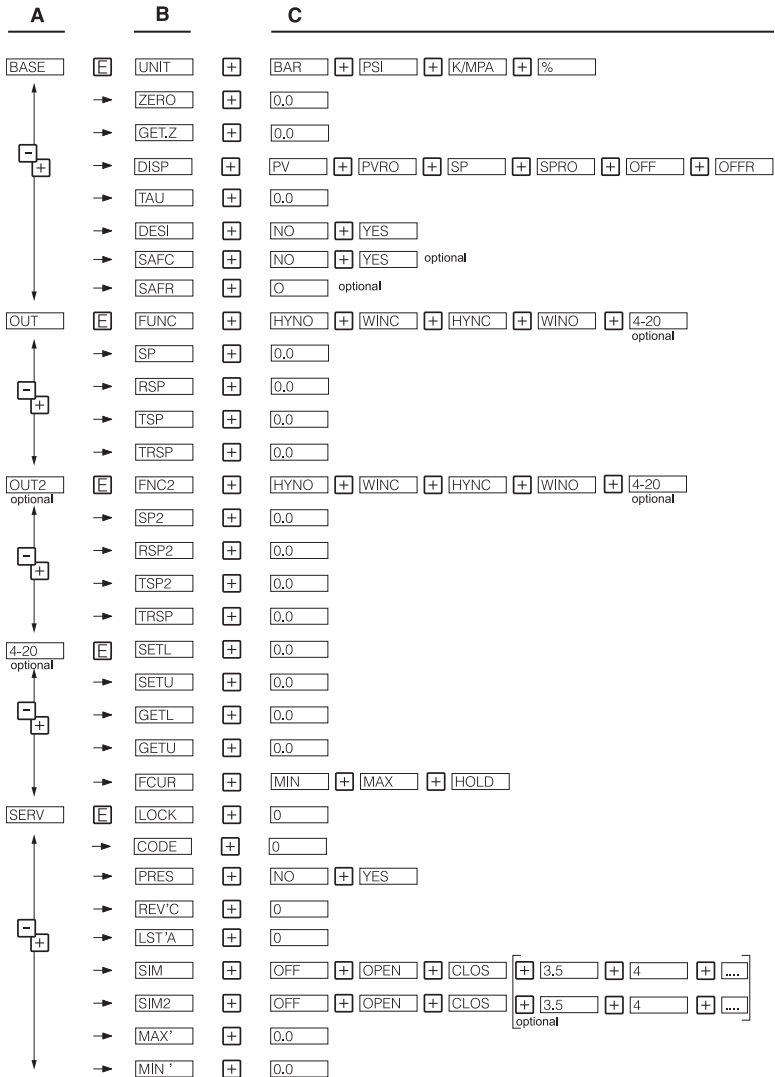 A B C
BASE E UNIT + BAR + PSI + K/MPA + %
→ ZERO + 0.0
→ GET.Z + 0.0
- +
→ DISP + PV + PVRO + SP + SPRO + OFF + OFFR
→ TAU + 0.0
→ DESI + NO + YES
→ SAFC + NO + YES optional
→ SAFR + O optional
OUT E FUNC + HYNO + WINC + HYNC + WINO + 4-20
optional
→ SP + 0.0
→ RSP + 0.0
- +
→ TSP + 0.0
→ TRSP + 0.0
OUT2 E FNC2 + HYNO + WINC + HYNC + WINO + 4-20
optional optional
→ SP2 + 0.0
→ RSP2 + 0.0
- +
→ TSP2 + 0.0
→ TRSP + 0.0
4-20 E SETL + 0.0
optional
→ SETU + 0.0
→ GETL + 0.0
- +
→ GETU + 0.0
→ FCUR + MIN + MAX + HOLD
SERV E LOCK + 0
→ CODE + 0
→ PRES + NO + YES
→ REV'C + 0
- +
→ LST'A + 0
→ SIM + OFF + OPEN + CLOS + 3.5 + 4 + ....
→ SIM2 + OFF + OPEN + CLOS + 3.5 + 4 + ....
optional
→ MAX' + 0.0
→ MIN ' + 0.0